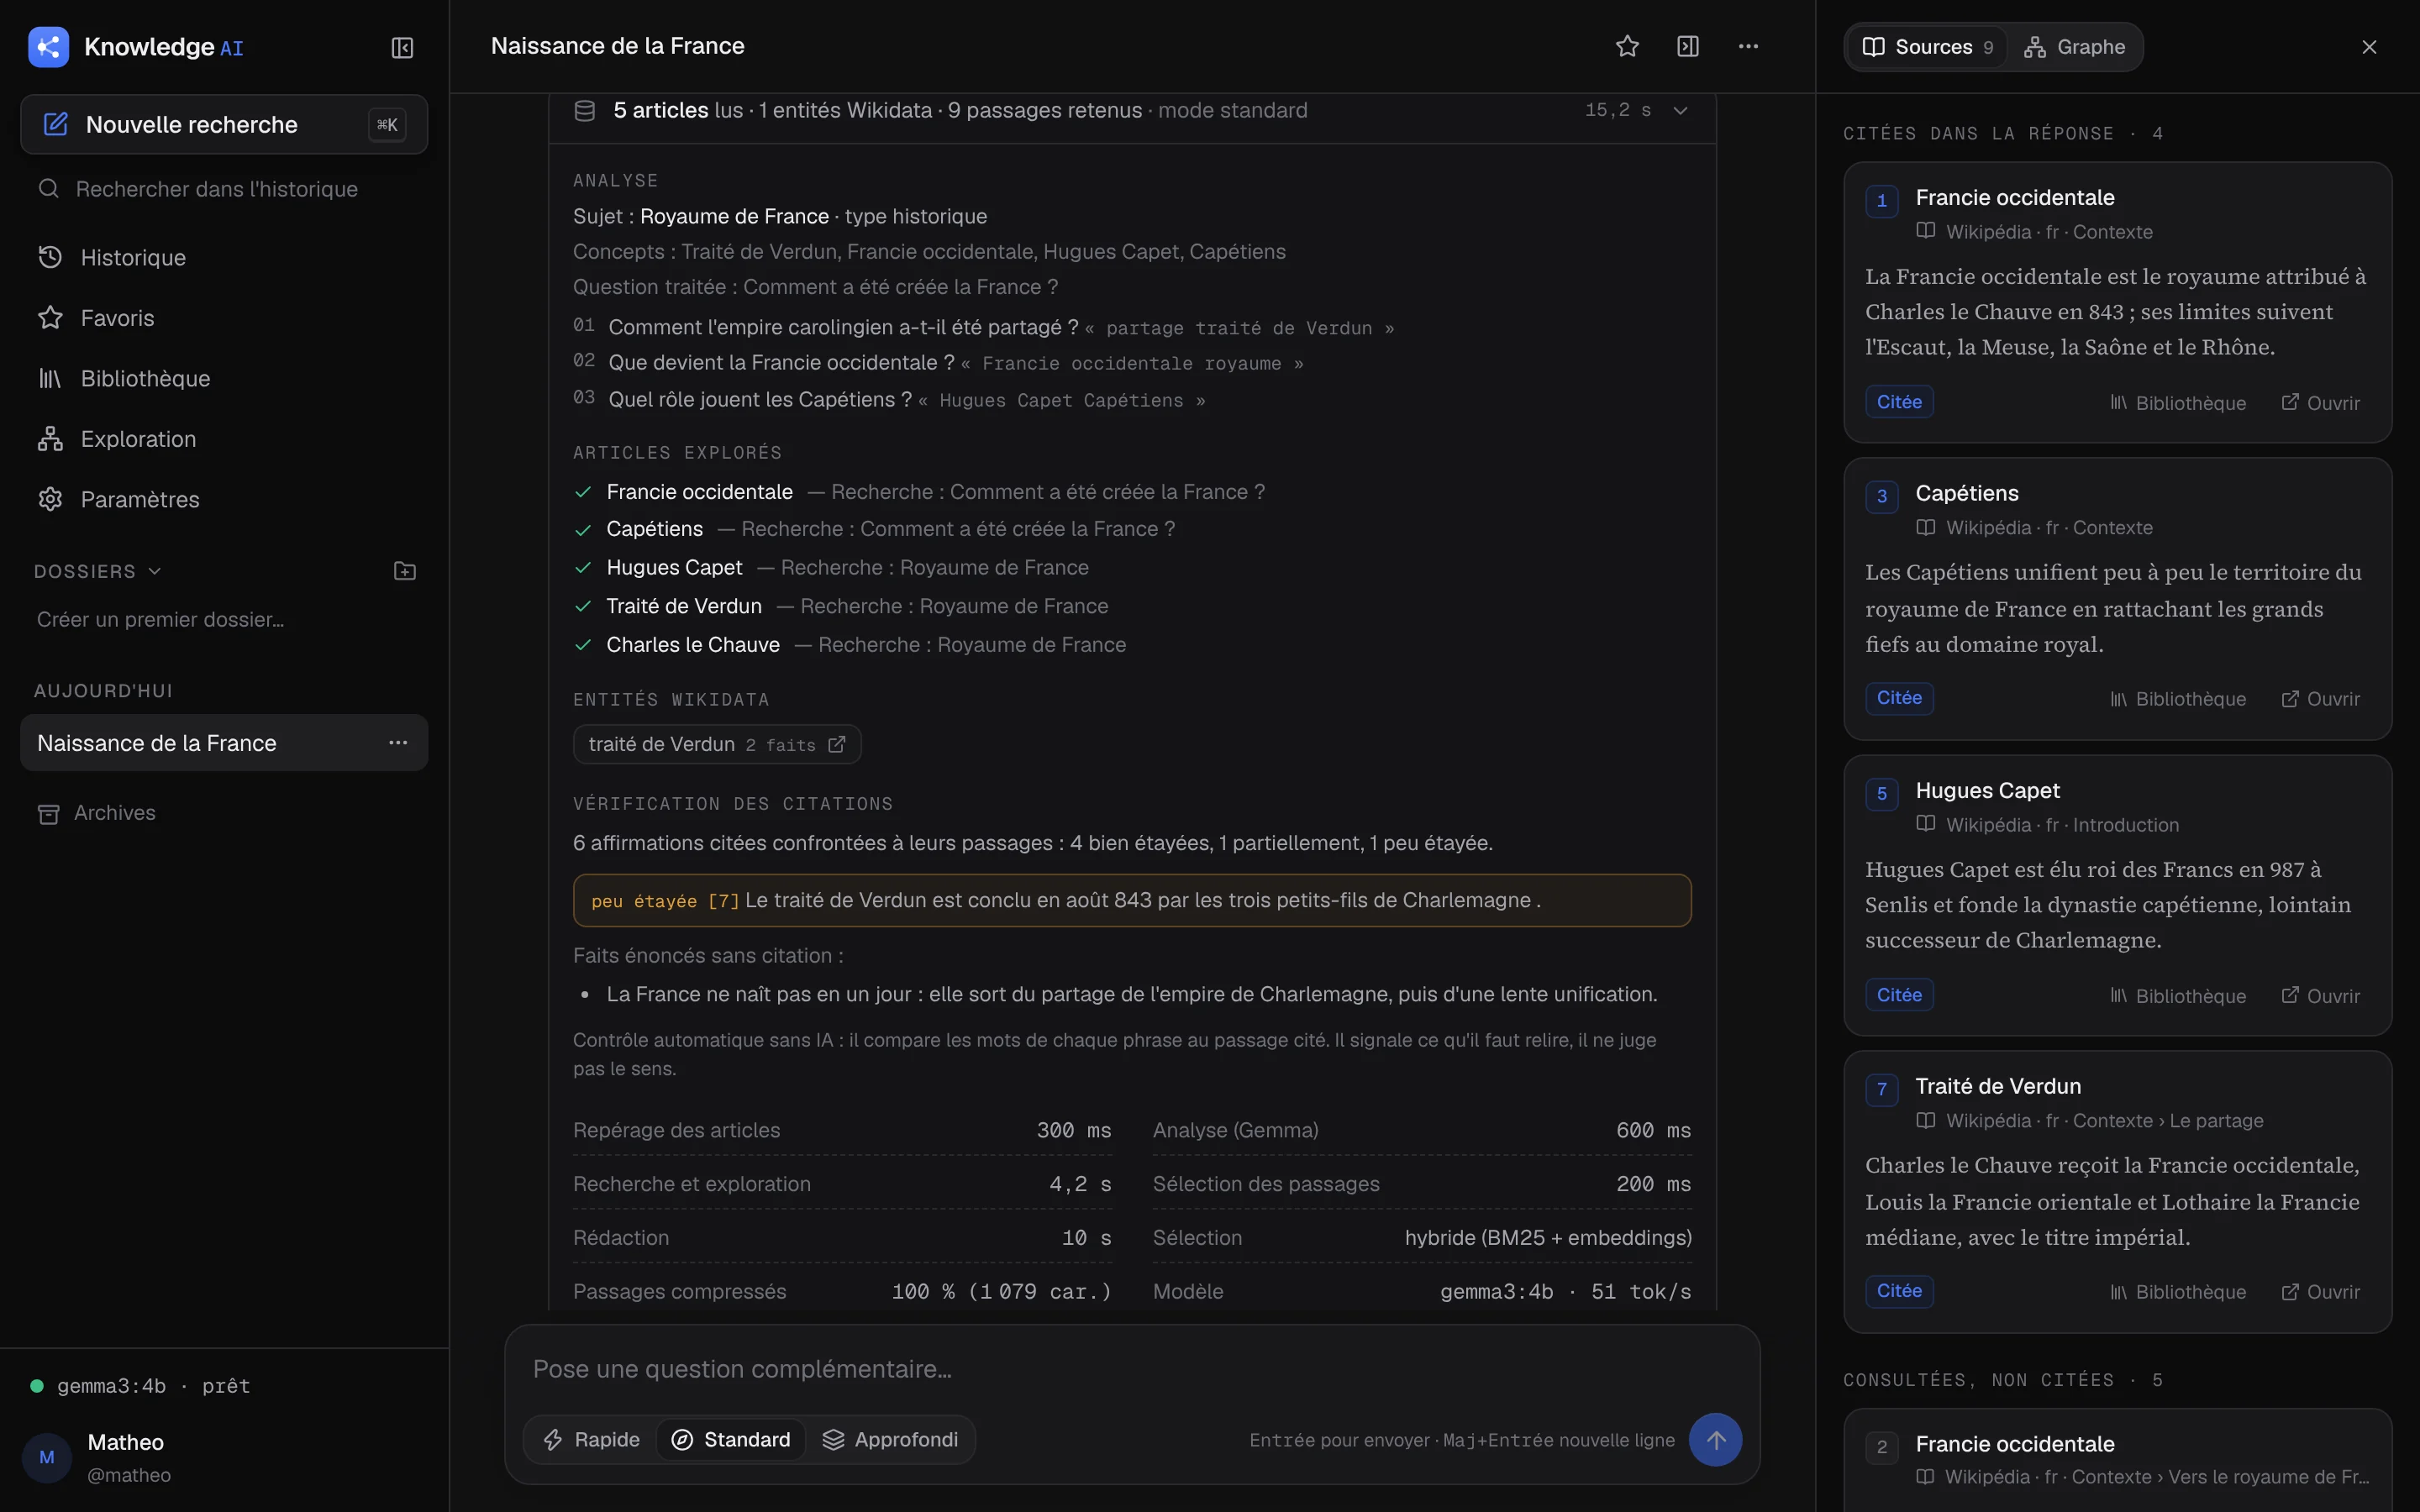 Knowledge AI
Nouvelle recherche ⌘K
Rechercher dans l'historique
Historique
Favoris
Bibliothèque
Exploration
Paramètres
DOSSIERS
Créer un premier dossier...
AUJOURD'HUI
Naissance de la France
Archives
gemma3:4b · prêt
M
Matheo
@matheo
Naissance de la France
5 articles lus · 1 entités Wikidata · 9 passages retenus · mode standard 15,2 s
ANALYSE
Sujet : Royaume de France · type historique
Concepts : Traité de Verdun, Francie occidentale, Hugues Capet, Capétiens
Question traitée : Comment a été créée la France ?
01 Comment l'empire carolingien a-t-il été partagé ? « partage traité de Verdun »
02 Que devient la Francie occidentale ? « Francie occidentale royaume »
03 Quel rôle jouent les Capétiens ? « Hugues Capet Capétiens »
ARTICLES EXPLORÉS
Francie occidentale — Recherche : Comment a été créée la France ?
Capétiens — Recherche : Comment a été créée la France ?
Hugues Capet — Recherche : Royaume de France
Traité de Verdun — Recherche : Royaume de France
Charles le Chauve — Recherche : Royaume de France
ENTITÉS WIKIDATA
traité de Verdun 2 faits
VÉRIFICATION DES CITATIONS
6 affirmations citées confrontées à leurs passages : 4 bien étayées, 1 partiellement, 1 peu étayée.
peu étayée [7] Le traité de Verdun est conclu en août 843 par les trois petits-fils de Charlemagne .
Faits énoncés sans citation :
• La France ne naît pas en un jour : elle sort du partage de l'empire de Charlemagne, puis d'une lente unification.
Contrôle automatique sans IA : il compare les mots de chaque phrase au passage cité. Il signale ce qu'il faut relire, il ne juge
pas le sens.
Repérage des articles 300 ms
Analyse (Gemma) 600 ms
Recherche et exploration 4,2 s
Sélection des passages 200 ms
Rédaction 10 s
Sélection hybride (BM25 + embeddings)
Passages compressés 100 % (1 079 car.)
Modèle gemma3:4b · 51 tok/s
Pose une question complémentaire...
Rapide
Standard
Approfondi
Entrée pour envoyer · Maj+Entrée nouvelle ligne
Sources 9
Graphe
CITÉES DANS LA RÉPONSE · 4
1 Francie occidentale
Wikipédia · fr · Contexte
La Francie occidentale est le royaume attribué à
Charles le Chauve en 843 ; ses limites suivent
l'Escaut, la Meuse, la Saône et le Rhône.
Citée Bibliothèque Ouvrir
3 Capétiens
Wikipédia · fr · Contexte
Les Capétiens unifient peu à peu le territoire du
royaume de France en rattachant les grands
fiefs au domaine royal.
Citée Bibliothèque Ouvrir
5 Hugues Capet
Wikipédia · fr · Introduction
Hugues Capet est élu roi des Francs en 987 à
Senlis et fonde la dynastie capétienne, lointain
successeur de Charlemagne.
Citée Bibliothèque Ouvrir
7 Traité de Verdun
Wikipédia · fr · Contexte › Le partage
Charles le Chauve reçoit la Francie occidentale,
Louis la Francie orientale et Lothaire la Francie
médiane, avec le titre impérial.
Citée Bibliothèque Ouvrir
CONSULTÉES, NON CITÉES · 5
2 Francie occidentale
Wikipédia · fr · Contexte › Vers le royaume de Fr...